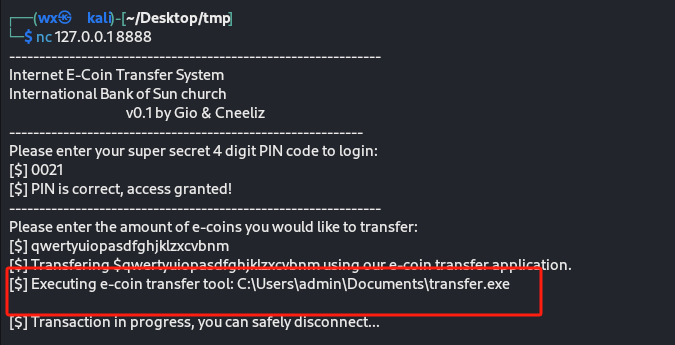 (wx㉿kali)-[~/Desktop/tmp]
$ nc 127.0.0.1 8888
--------------------------------------------------------------
Internet E-Coin Transfer System
International Bank of Sun church
v0.1 by Gio & Cneeliz
-----------------------------------------------------------
Please enter your super secret 4 digit PIN code to login:
[$] 0021
[$] PIN is correct, access granted!
--------------------------------------------------------------
Please enter the amount of e-coins you would like to transfer:
[$] qwertyuiopasdfghjklzxcvbnm
[$] Transfering $qwertyuiopasdfghjklzxcvbnm using our e-coin transfer application.
[$] Executing e-coin transfer tool: C:\Users\admin\Documents\transfer.exe
[$] Transaction in progress, you can safely disconnect...